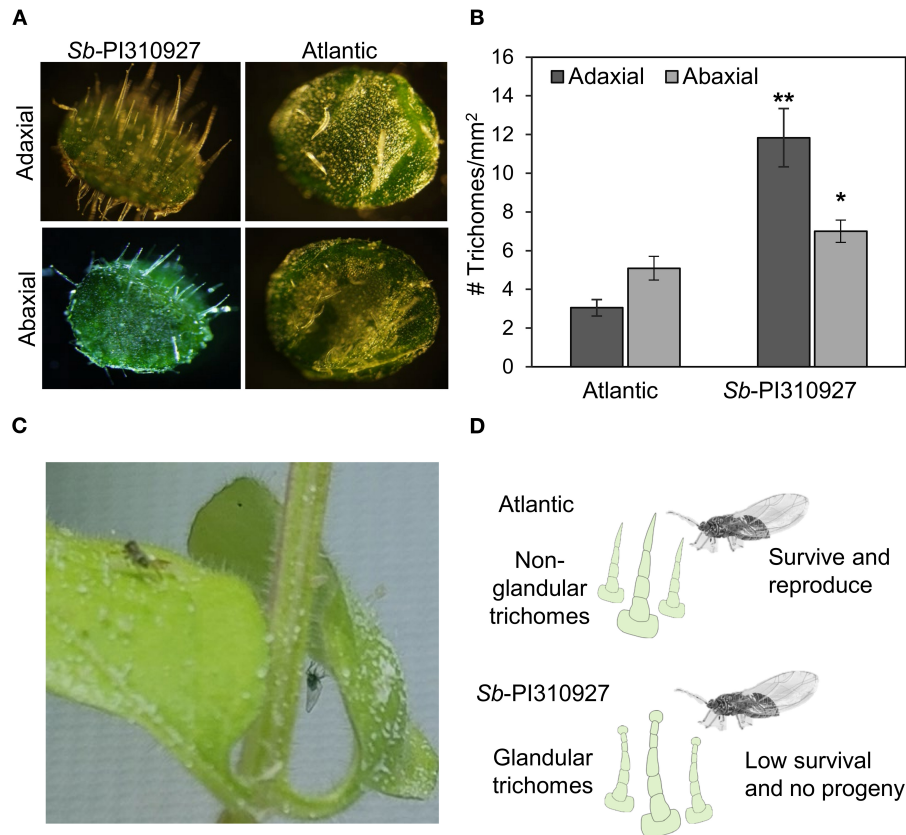 A
Sb-PI310927
Atlantic
Adaxial
Abaxial
B
# Trichomes/mm²
16
14
12
10
8
6
4
2
0
Adaxial
Abaxial
**
*
Atlantic
Sb-PI310927
C
D
Atlantic
Non-
glandular
trichomes
Survive and
reproduce
Sb-PI310927
Glandular
trichomes
Low survival
and no progeny